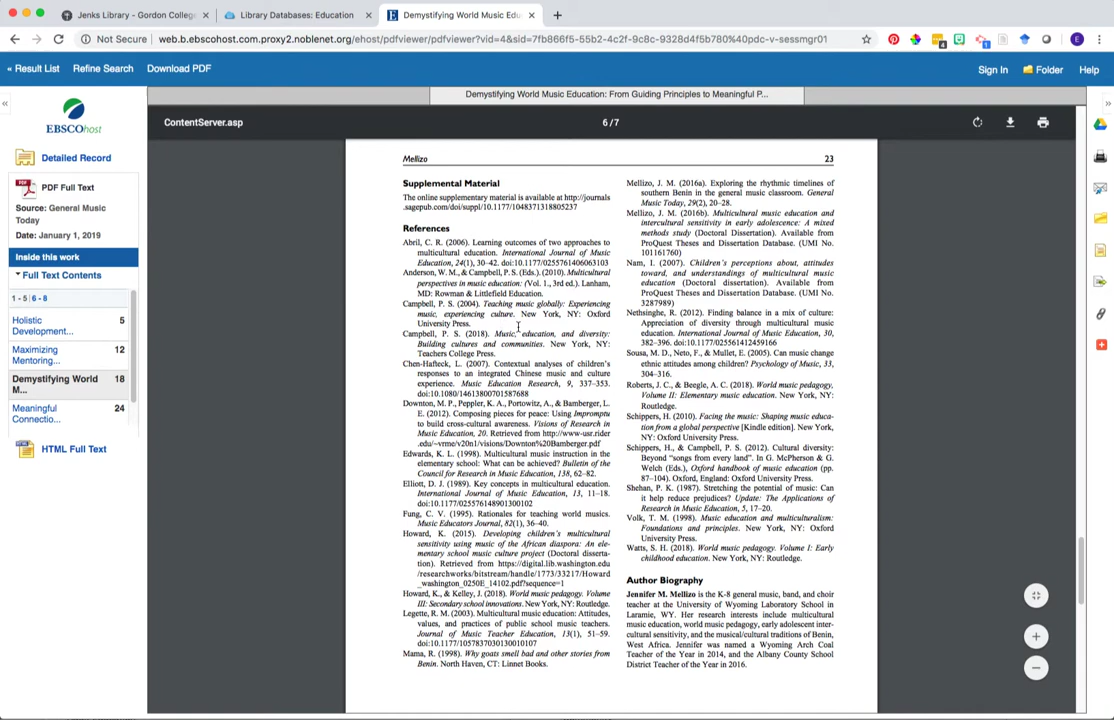 Jenks Library - Gordon Colleg
Library Databases: Education
Demystifying World Music Edu
Not Secure
web.b.ebscohost.com.proxy2.noblenet.org/ehost/pdfviewer/pdfviewer?vid=4&sid=7fb866f5-55b2-4c2f-9c8c-9328d4f5b780%40pdc-v-sessmgr01
« Result List Refine Search Download PDF
Sign In Folder Help
Demystifying World Music Education: From Guiding Principles to Meaningful P...
ContentServer.asp
6/7
EBSCOhost
Detailed Record
PDF Full Text
Source: General Music
Today
Date: January 1, 2019
Inside this work
Full Text Contents
1 - 5 | 6 - 8
Holistic
Development...
5
Maximizing
Mentoring...
12
Demystifying World
M...
18
Meaningful
Connectio...
24
HTML Full Text
Mellizo
23
Supplemental Material
The online supplementary material is available at http://journals
.sagepub.com/doi/suppl/10.1177/1048371318805237
References
Abril, C. R. (2006). Learning outcomes of two approaches to
multicultural education. International Journal of Music
Education, 24(1), 30–42. doi:10.1177/0255761406063103
Anderson, W. M., & Campbell, P. S. (Eds.). (2010). Multicultural
perspectives in music education: (Vol. 1., 3rd ed.). Lanham,
MD: Rowman & Littlefield Education.
Campbell, P. S. (2004). Teaching music globally: Experiencing
music, experiencing culture. New York, NY: Oxford
University Press.
Campbell, P. S. (2018). Music, education, and diversity:
Building cultures and communities. New York, NY:
Teachers College Press.
Chen-Hafteck, L. (2007). Contextual analyses of children's
responses to an integrated Chinese music and culture
experience. Music Education Research, 9, 337–353.
doi:10.1080/14613800701587688
Downton, M. P., Peppler, K. A., Portowitz, A., & Bamberger, L.
E. (2012). Composing pieces for peace: Using Impromptu
to build cross-cultural awareness. Visions of Research in
Music Education, 20. Retrieved from http://www-usr.rider
.edu/~vrme/v20n1/visions/Downton%20Bamberger.pdf
Edwards, K. L. (1998). Multicultural music instruction in the
elementary school: What can be achieved? Bulletin of the
Council for Research in Music Education, 138, 62–82.
Elliott, D. J. (1989). Key concepts in multicultural education.
International Journal of Music Education, 13, 11–18.
doi:10.1177/025576148901300102
Fung, C. V. (1995). Rationales for teaching world musics.
Music Educators Journal, 82(1), 36–40.
Howard, K. (2015). Developing children's multicultural
sensitivity using music of the African diaspora: An ele-
mentary school music culture project (Doctoral disserta-
tion). Retrieved from https://digital.lib.washington.edu
/researchworks/bitstream/handle/1773/33217/Howard
_washington_0250E_14102.pdf?sequence=1
Howard, K., & Kelley, J. (2018). World music pedagogy. Volume
III: Secondary school innovations. New York, NY: Routledge.
Legette, R. M. (2003). Multicultural music education: Attitudes,
values, and practices of public school music teachers.
Journal of Music Teacher Education, 13(1), 51–59.
doi:10.1177/10578370300130010107
Mama, R. (1998). Why goats smell bad and other stories from
Benin. North Haven, CT: Linnet Books.
Mellizo, J. M. (2016a). Exploring the rhythmic timelines of
southern Benin in the general music classroom. General
Music Today, 29(2), 20–28.
Mellizo, J. M. (2016b). Multicultural music education and
intercultural sensitivity in early adolescence: A mixed
methods study (Doctoral Dissertation). Available from
ProQuest Theses and Dissertation Database. (UMI No.
101161760)
Nam, I. (2007). Children's perceptions about, attitudes
toward, and understandings of multicultural music
education (Doctoral dissertation). Available from
ProQuest Theses and Dissertation Database. (UMI No.
3287989)
Nethsinghe, R. (2012). Finding balance in a mix of culture:
Appreciation of diversity through multicultural music
education. International Journal of Music Education, 30,
382–396. doi:10.1177/0255761412459166
Sousa, M. D., Neto, F., & Mullet, E. (2005). Can music change
ethnic attitudes among children? Psychology of Music, 33,
304–316.
Roberts, J. C., & Beegle, A. C. (2018). World music pedagogy,
Volume II: Elementary music education. New York, NY:
Routledge.
Schippers, H. (2010). Facing the music: Shaping music educa-
tion from a global perspective [Kindle edition]. New York,
NY: Oxford University Press.
Schippers, H., & Campbell, P. S. (2012). Cultural diversity:
Beyond "songs from every land". In G. McPherson & G.
Welch (Eds.), Oxford handbook of music education (pp.
87–104). Oxford, England: Oxford University Press.
Shehan, P. K. (1987). Stretching the potential of music: Can
it help reduce prejudices? Update: The Applications of
Research in Music Education, 5, 17–20.
Volk, T. M. (1998). Music education and multiculturalism:
Foundations and principles. New York, NY: Oxford
University Press.
Watts, S. H. (2018). World music pedagogy. Volume I: Early
childhood education. New York, NY: Routledge.
Author Biography
Jennifer M. Mellizo is the K-8 general music, band, and choir
teacher at the University of Wyoming Laboratory School in
Laramie, WY. Her research interests include multicultural
music education, world music pedagogy, early adolescent inter-
cultural sensitivity, and the musical/cultural traditions of Benin,
West Africa. Jennifer was named a Wyoming Arch Coal
Teacher of the Year in 2014, and the Albany County School
District Teacher of the Year in 2016.